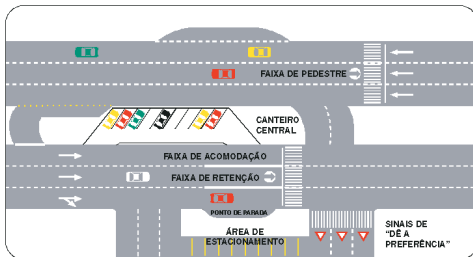 FAIXA DE PEDESTRE
CANTEIRO
CENTRAL
FAIXA DE ACOMODAÇÃO
FAIXA DE RETENÇÃO
PONTO DE PARADA
ÁREA DE
ESTACIONAMENTO
SINAIS DE
“DÊ A
PREFERÊNCIA”